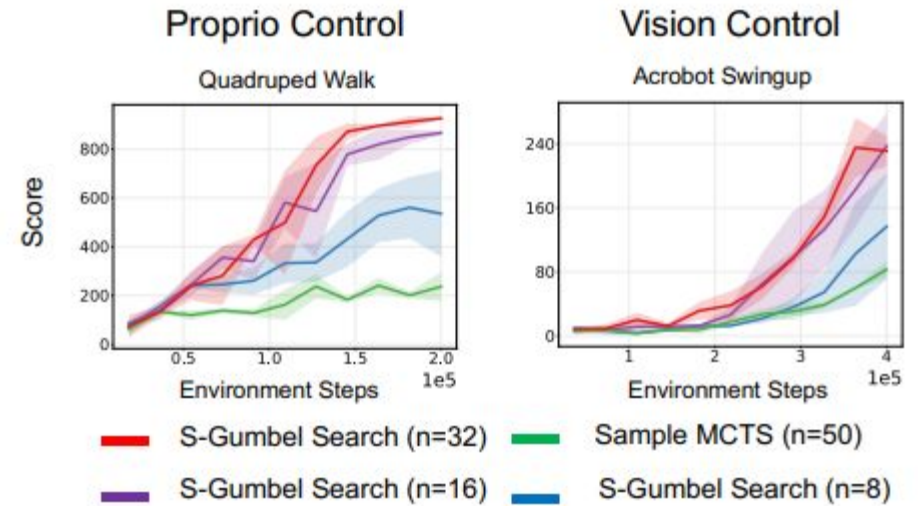 Proprio Control
Vision Control
Quadruped Walk
Acrobot Swingup
Score
800
600
400
200
0
0.5 1.0 1.5 2.0
1e5
Environment Steps
240
160
80
0
1 2 3 4
1e5
Environment Steps
S-Gumbel Search (n=32)
Sample MCTS (n=50)
S-Gumbel Search (n=16)
S-Gumbel Search (n=8)